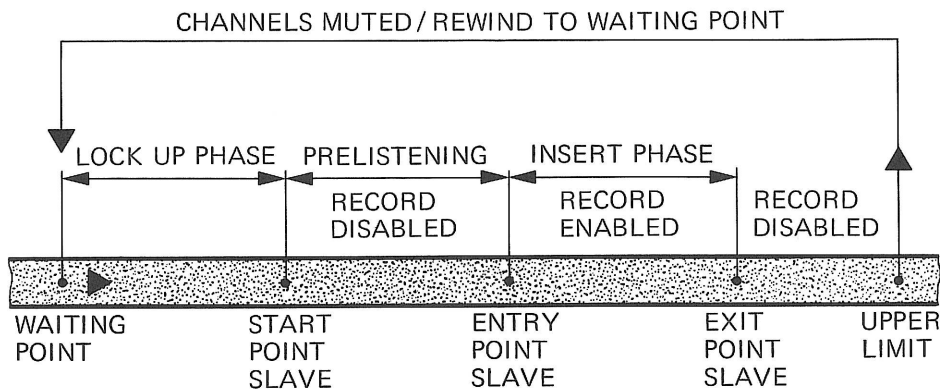 CHANNELS MUTED/REWIND TO WAITING POINT
LOCK UP PHASE
PRELISTENING
INSERT PHASE
RECORD
DISABLED
RECORD
ENABLED
RECORD
DISABLED
WAITING
POINT
START
POINT
SLAVE
ENTRY
POINT
SLAVE
EXIT
POINT
SLAVE
UPPER
LIMIT